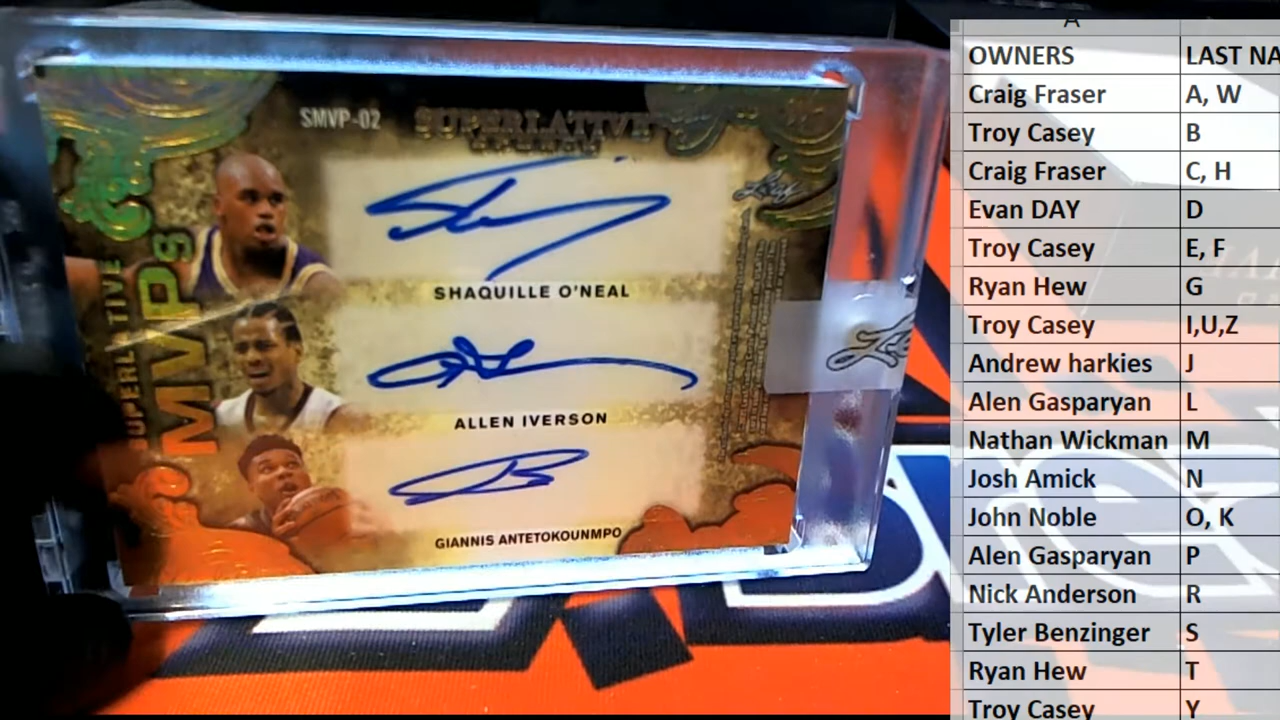 SMVP-02
SUPERLATIVE
Leaf
SUPERLATIVE
MVPs
SHAQUILLE O'NEAL
ALLEN IVERSON
GIANNIS ANTETOKOUNMPO
A
OWNERS LAST NA
Craig Fraser A, W
Troy Casey B
Craig Fraser C, H
Evan DAY D
Troy Casey E, F
Ryan Hew G
Troy Casey I,U,Z
Andrew harkies J
Alen Gasparyan L
Nathan Wickman M
Josh Amick N
John Noble O, K
Alen Gasparyan P
Nick Anderson R
Tyler Benzinger S
Ryan Hew T
Troy Casey Y